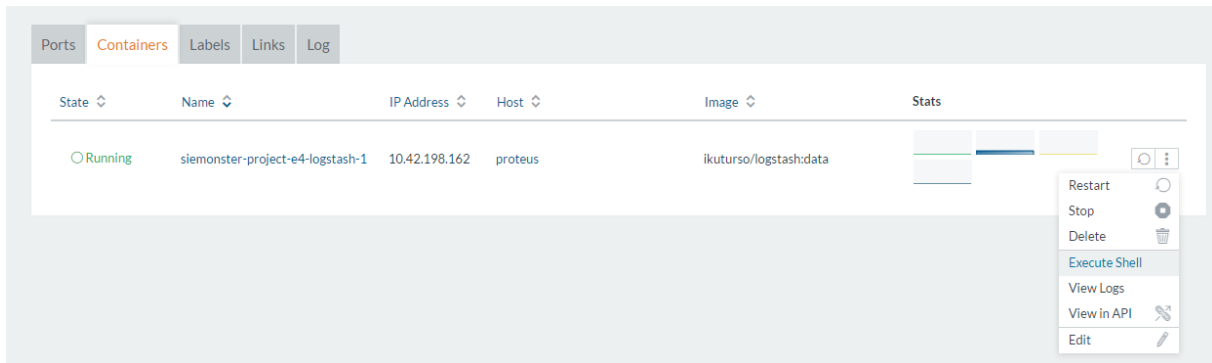 Ports Containers Labels Links Log
State Name IP Address Host Image Stats
Running siemonster-project-e4-logstash-1 10.42.198.162 proteus ikuturso/logstash:data
Restart
Stop
Delete
Execute Shell
View Logs
View in API
Edit